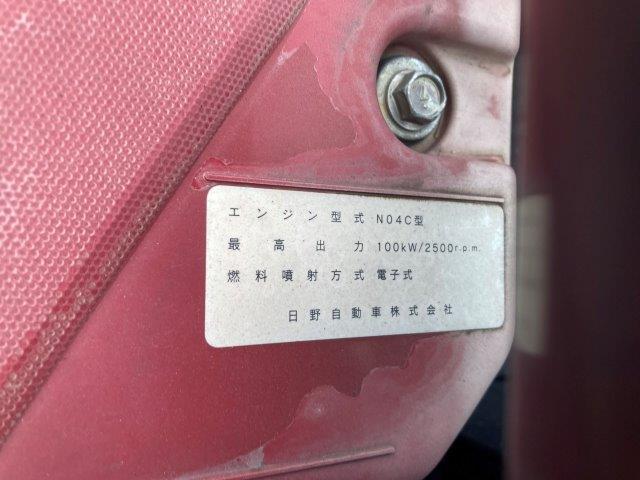 エンジン型式 N04C型
最高出力 100kW/2500r.p.m.
燃料噴射方式 電子式
日野自動車株式会社
4